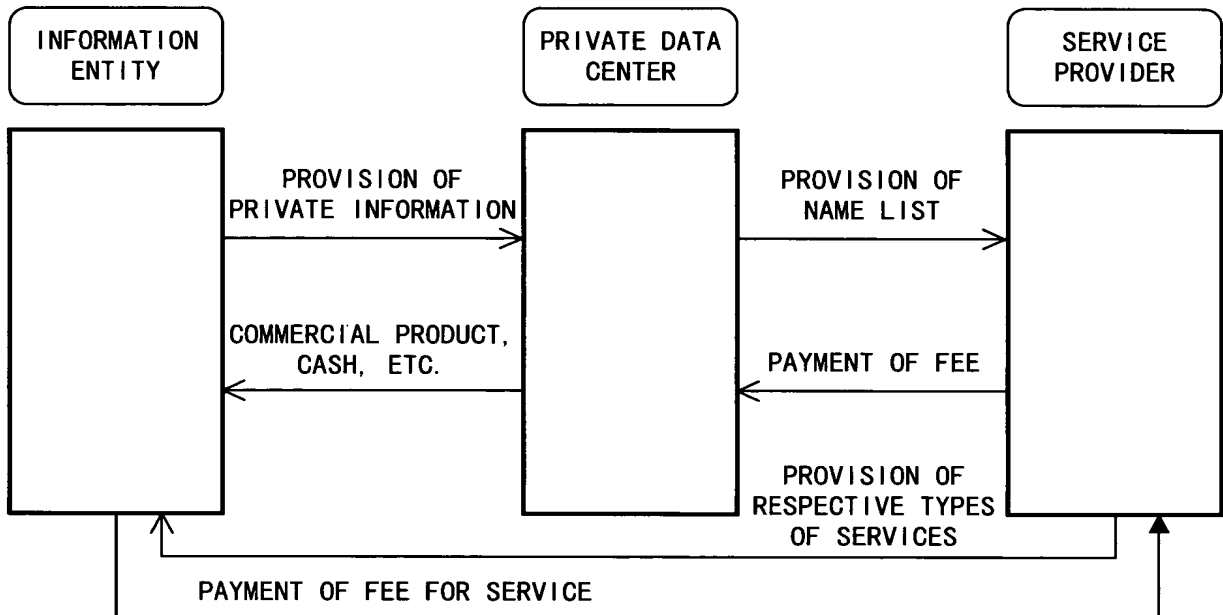 INFORMATION
ENTITY
PRIVATE DATA
CENTER
SERVICE
PROVIDER
PROVISION OF
PRIVATE INFORMATION
PROVISION OF
NAME LIST
COMMERCIAL PRODUCT,
CASH, ETC.
PAYMENT OF FEE
PROVISION OF
RESPECTIVE TYPES
OF SERVICES
PAYMENT OF FEE FOR SERVICE